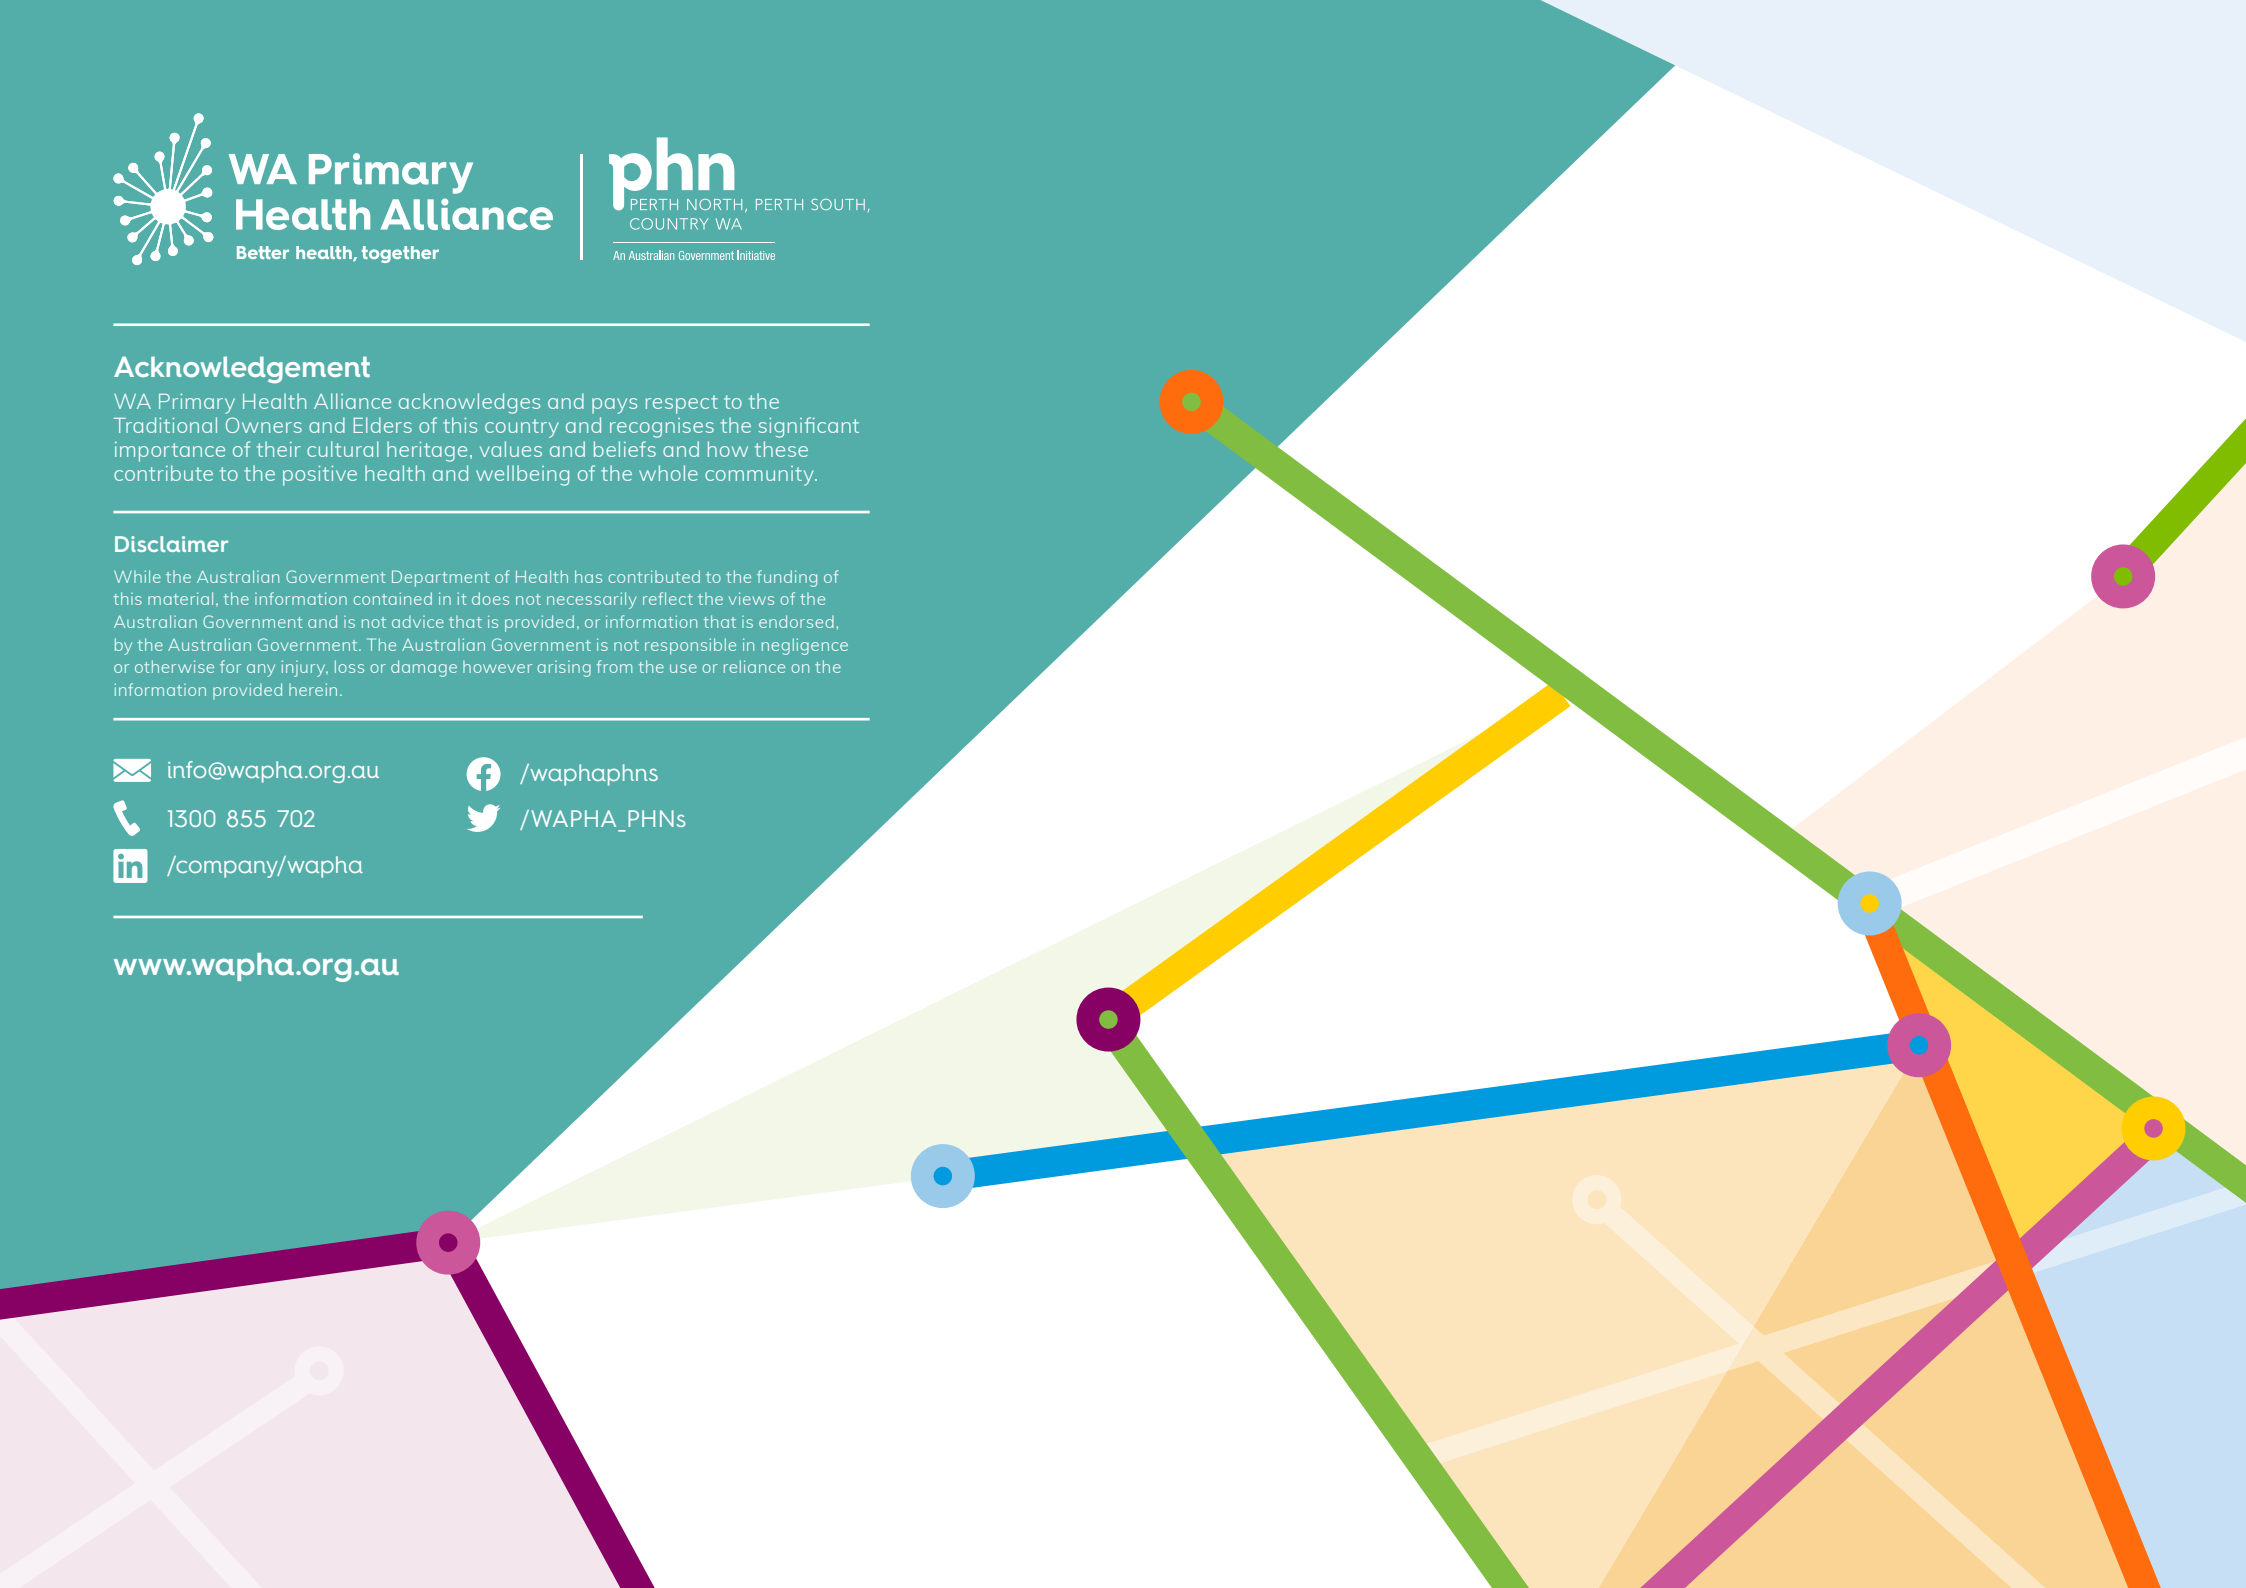 WA Primary
Health Alliance
Better health, together
phn
PERTH NORTH, PERTH SOUTH,
COUNTRY WA
An Australian Government Initiative
Acknowledgement
WA Primary Health Alliance acknowledges and pays respect to the
Traditional Owners and Elders of this country and recognises the significant
importance of their cultural heritage, values and beliefs and how these
contribute to the positive health and wellbeing of the whole community.
Disclaimer
While the Australian Government Department of Health has contributed to the funding of
this material, the information contained in it does not necessarily reflect the views of the
Australian Government and is not advice that is provided, or information that is endorsed,
by the Australian Government. The Australian Government is not responsible in negligence
or otherwise for any injury, loss or damage however arising from the use or reliance on the
information provided herein.
info@wapha.org.au
1300 855 702
in /company/wapha
/waphaphns
/WAPHA_PHNs
www.wapha.org.au